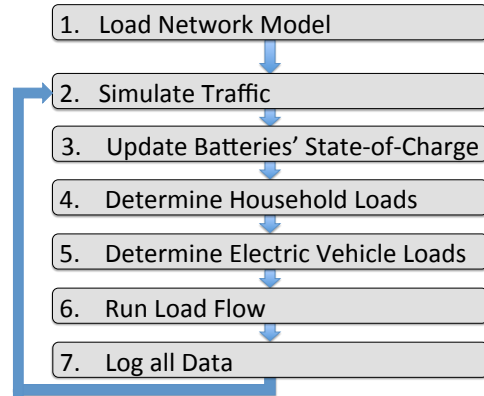 1. Load Network Model
2. Simulate Traffic
3. Update Batteries' State-of-Charge
4. Determine Household Loads
5. Determine Electric Vehicle Loads
6. Run Load Flow
7. Log all Data